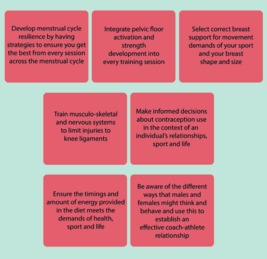 Develop menstrual cycle
resilience by having
strategies to ensure you get
the best from every session
across the menstrual cycle
Integrate pelvic floor
activation and
strength
development into
every training session
Select correct breast
support for movement
demands of your sport
and your breast
shape and size
Train musculo-skeletal
and nervous systems
to limit injuries to
knee ligaments
Make informed decisions
about contraception use
in the context of an
individual's relationships,
sport and life
Ensure the timings and
amount of energy provided
in the diet meets the
demands of health,
sport and life
Be aware of the different
ways that males and
females might think and
behave and use this to
establish an
effective coach-athlete
relationship